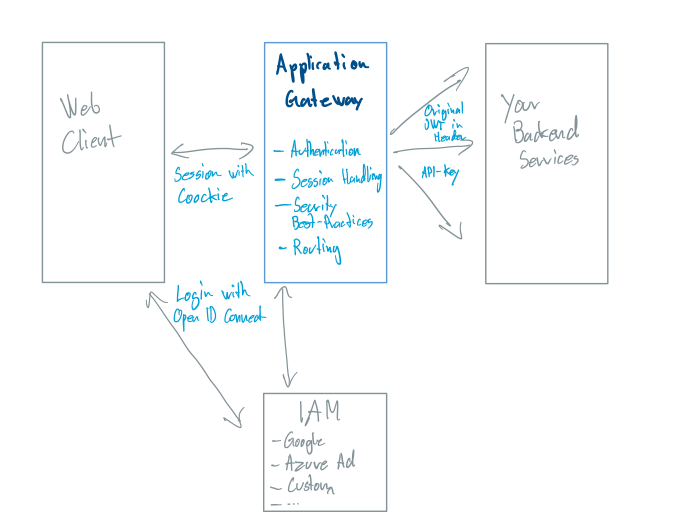 Web
Client
Session with
Coockie
Application
Gateway
- Authentication
- Session Handling
- Security
Best-Practices
- Routing
Original
JWT in
Header
API-Key
Your
Backend
Services
Login with
Open ID Connect
IAM
- Google
- Azure Ad
- Custom
- ...